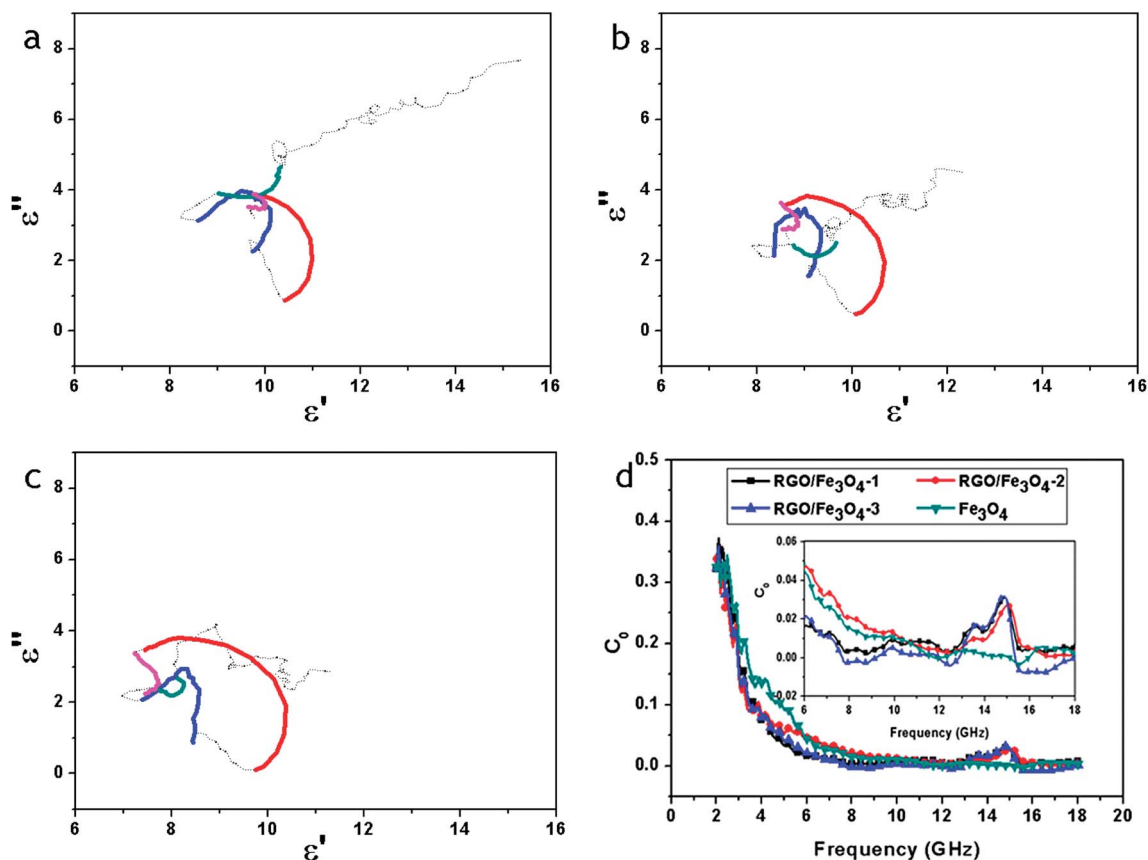 a
8
6
4
2
0
ε"
6 8 10 12 14 16
ε'
b
8
6
4
2
0
ε"
6 8 10 12 14 16
ε'
c
8
6
4
2
0
ε"
6 8 10 12 14 16
ε'
d
0.5
0.4
0.3
0.2
0.1
0.0
C₀
RGO/Fe₃O₄-1 RGO/Fe₃O₄-2
RGO/Fe₃O₄-3 Fe₃O₄
0.06
0.04
0.02
0.00
-0.02
C₀
6 8 10 12 14 16 18
Frequency (GHz)
0 2 4 6 8 10 12 14 16 18 20
Frequency (GHz)